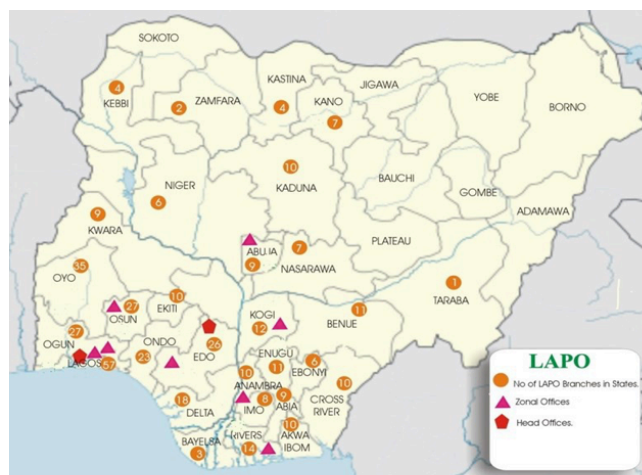 SOKOTO
4
KEBBI
2
ZAMFARA
KASTINA
4
KANO
7
JIGAWA
YOBE
BORNO
10
KADUNA
BAUCHI
GOMBE
ADAMAWA
6
NIGER
9
KWARA
ABUJA
9
7
NASARAWA
PLATEAU
1
TARABA
OYO
35
27
OSUN
10
EKITI
27
OGUN
LAGOS
57
ONDO
23
26
EDO
KOGI
12
11
BENUE
ENUGU
11
6
EBONYI
10
ANAMBRA
8
IMO
9
ABIA
10
CROSS
RIVER
18
DELTA
10
AKWA
IBOM
BAYELSA
3
RIVERS
14
LAPO
No of LAPO Branches in States.
Zonal Offices
Head Offices.